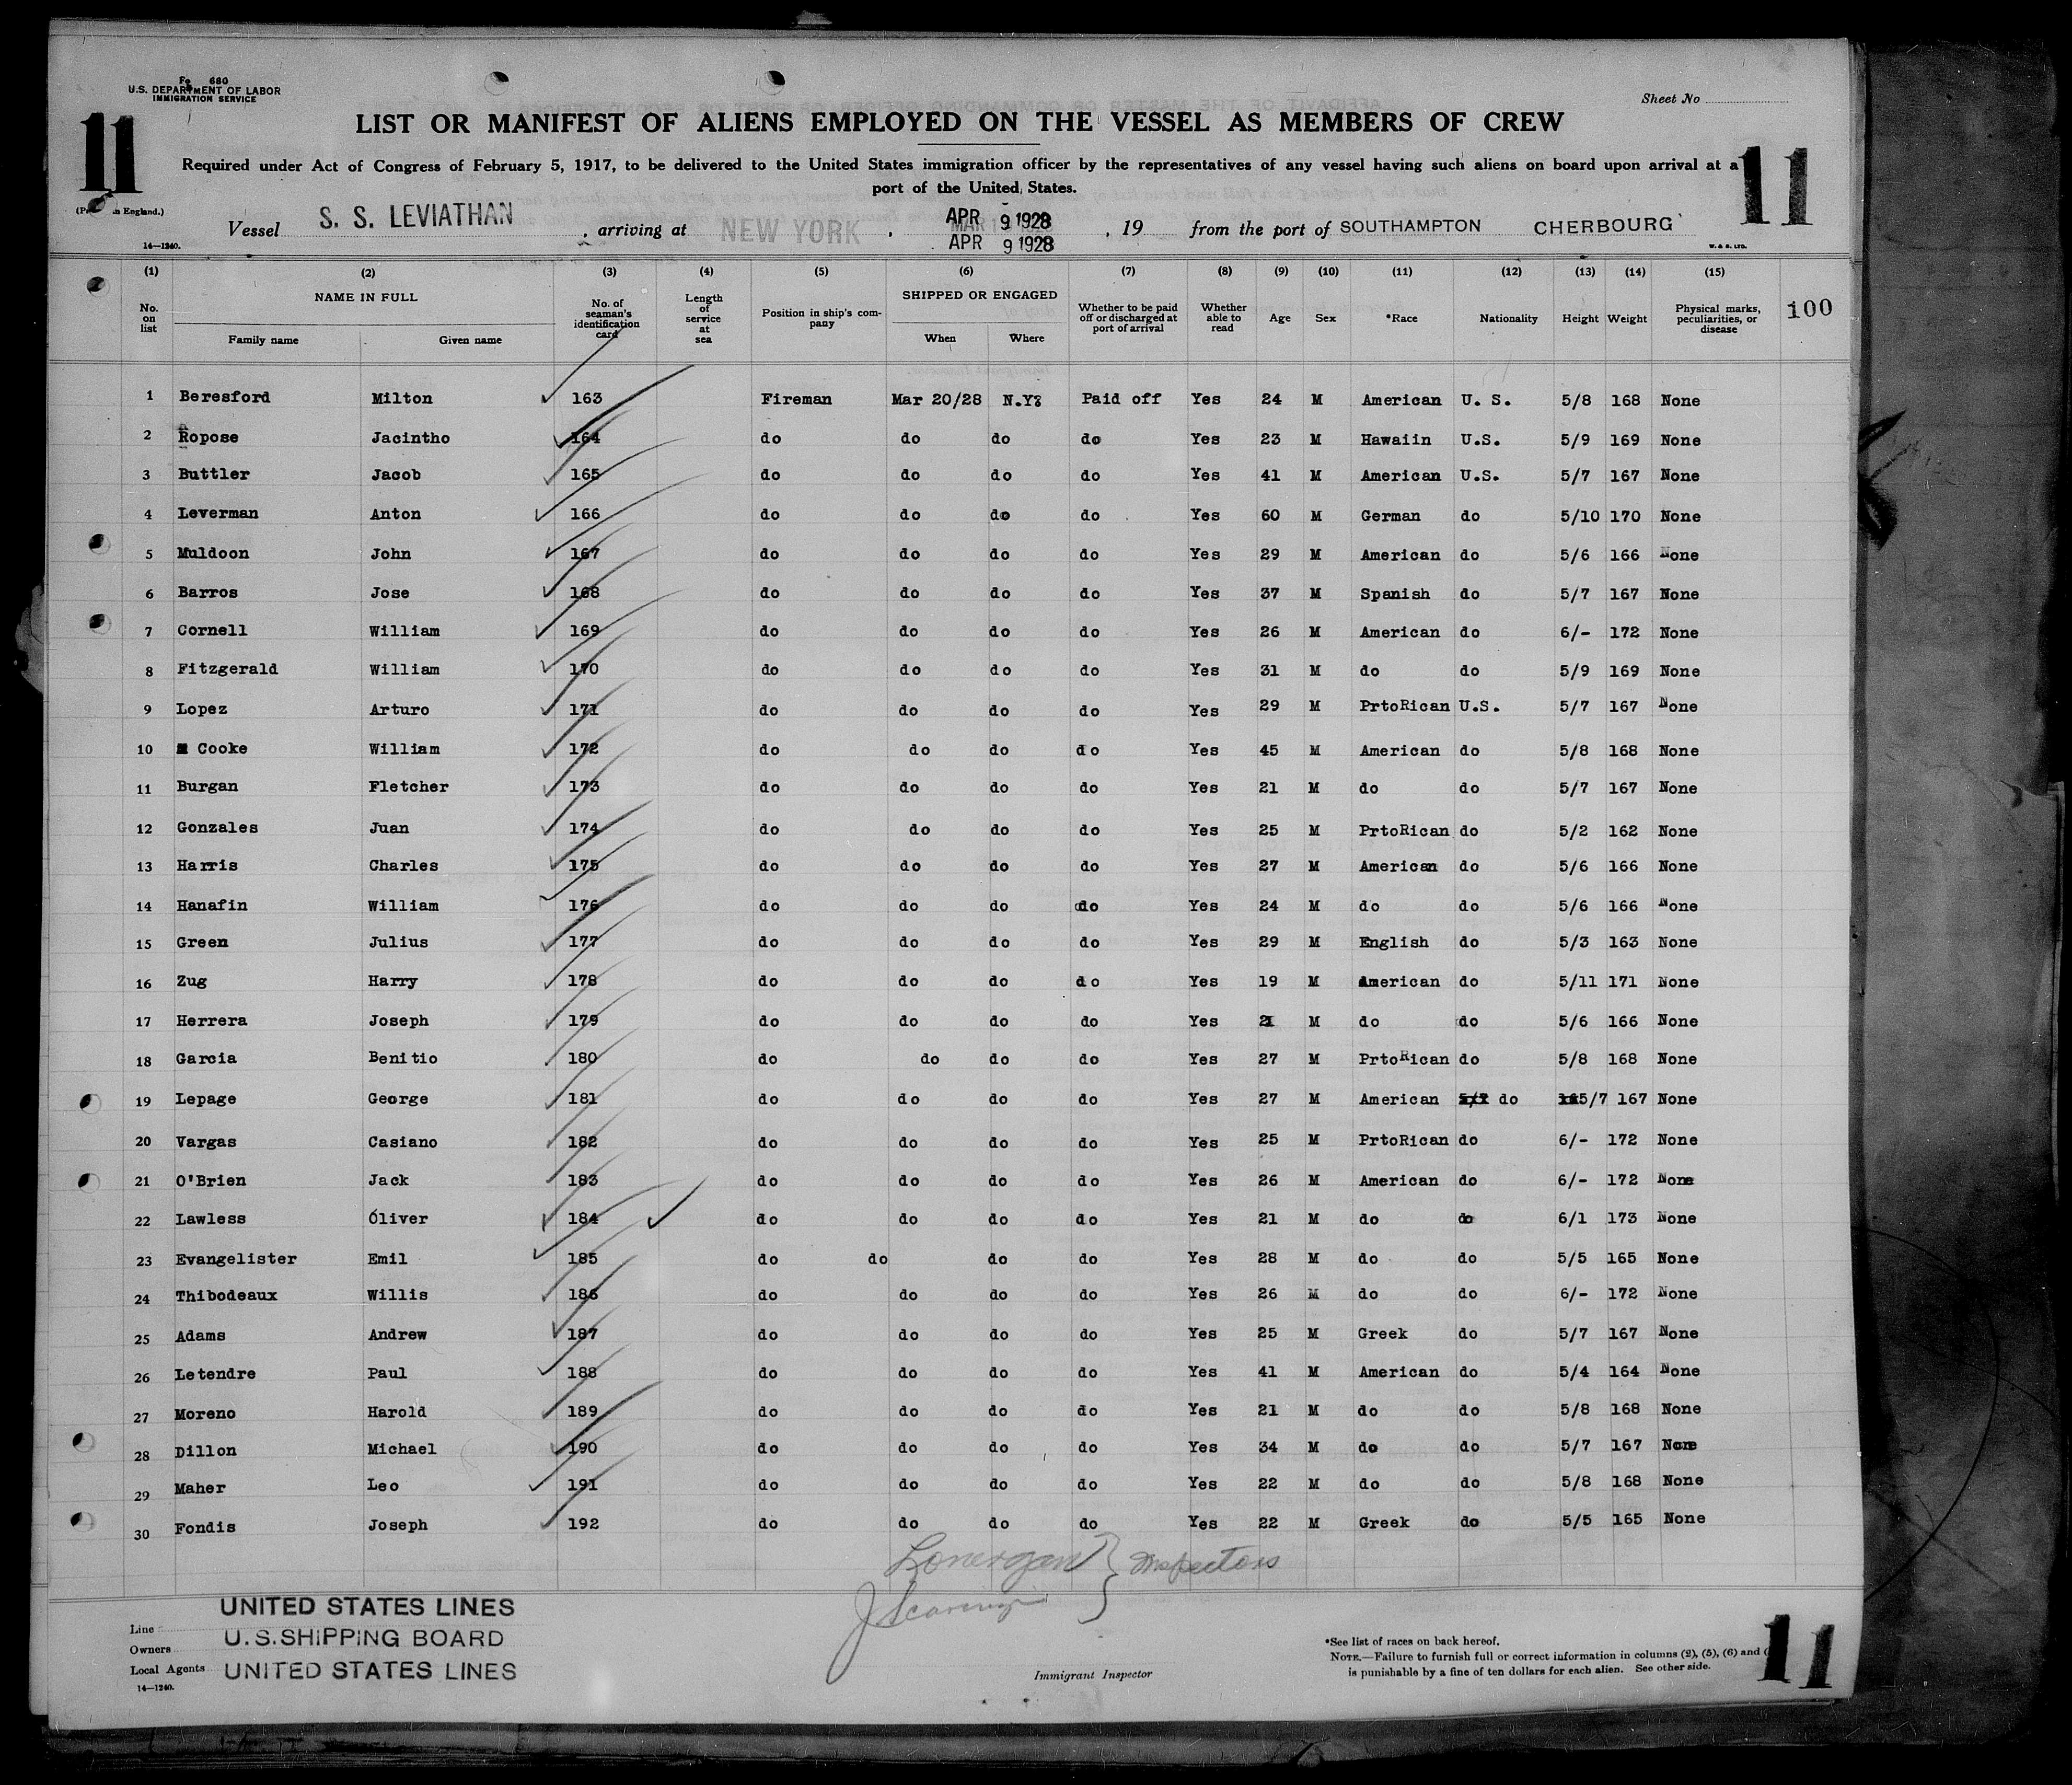 Fo 680
U.S. DEPARTMENT OF LABOR
IMMIGRATION SERVICE
Sheet No
11
11
LIST OR MANIFEST OF ALIENS EMPLOYED ON THE VESSEL AS MEMBERS OF CREW
Required under Act of Congress of February 5, 1917, to be delivered to the United States immigration officer by the representatives of any vessel having such aliens on board upon arrival at a
port of the United States.
in England.)
Vessel S. S. LEVIATHAN , arriving at NEW YORK , APR 9 1928 , 19 from the port of SOUTHAMPTON CHERBOURG
APR 9 1928
14—1240.
W. & S. LTD.
(1) (2) (3) (4) (5) (6) (7) (8) (9) (10) (11) (12) (13) (14) (15)
No. on list NAME IN FULL Family name Given name No. of seaman's identification card Length of service at sea Position in ship's company SHIPPED OR ENGAGED When Where Whether to be paid off or discharged at port of arrival Whether able to read Age Sex *Race Nationality Height Weight Physical marks, peculiarities, or disease 100
1 Beresford Milton 163 Fireman Mar 20/28 N.Y8 Paid off Yes 24 M American U. S. 5/8 168 None
2 Ropose Jacintho 164 do do do do Yes 23 M Hawaiin U.S. 5/9 169 None
3 Buttler Jacob 165 do do do do Yes 41 M American U.S. 5/7 167 None
4 Leverman Anton 166 do do do do Yes 60 M German do 5/10 170 None
5 Muldoon John 167 do do do do Yes 29 M American do 5/6 166 None
6 Barros Jose 168 do do do do Yes 37 M Spanish do 5/7 167 None
7 Cornell William 169 do do do do Yes 26 M American do 6/- 172 None
8 Fitzgerald William 170 do do do do Yes 31 M do do 5/9 169 None
9 Lopez Arturo 171 do do do do Yes 29 M PrtoRican U.S. 5/7 167 None
10 Cooke William 172 do do do do Yes 45 M American do 5/8 168 None
11 Burgan Fletcher 173 do do do do Yes 21 M do do 5/7 167 None
12 Gonzales Juan 174 do do do do Yes 25 M PrtoRican do 5/2 162 None
13 Harris Charles 175 do do do do Yes 27 M American do 5/6 166 None
14 Hanafin William 176 do do do do Yes 24 M do do 5/6 166 None
15 Green Julius 177 do do do do Yes 29 M English do 5/3 163 None
16 Zug Harry 178 do do do do Yes 19 M American do 5/11 171 None
17 Herrera Joseph 179 do do do do Yes 21 M do do 5/6 166 None
18 Garcia Benitio 180 do do do do Yes 27 M PrtoRican do 5/8 168 None
19 Lepage George 181 do do do do Yes 27 M American do 5/7 167 None
20 Vargas Casiano 182 do do do do Yes 25 M PrtoRican do 6/- 172 None
21 O'Brien Jack 183 do do do do Yes 26 M American do 6/- 172 None
22 Lawless Oliver 184 do do do do Yes 21 M do do 6/1 173 None
23 Evangelister Emil 185 do do do do Yes 28 M do do 5/5 165 None
24 Thibodeaux Willis 186 do do do do Yes 26 M do do 6/- 172 None
25 Adams Andrew 187 do do do do Yes 25 M Greek do 5/7 167 None
26 Letendre Paul 188 do do do do Yes 41 M American do 5/4 164 None
27 Moreno Harold 189 do do do do Yes 21 M do do 5/8 168 None
28 Dillon Michael 190 do do do do Yes 34 M do do 5/7 167 None
29 Maher Leo 191 do do do do Yes 22 M do do 5/8 168 None
30 Fondis Joseph 192 do do do do Yes 22 M Greek do 5/5 165 None
Lonergan } Inspectors
Line UNITED STATES LINES
Owners U.S. SHIPPING BOARD
Local Agents UNITED STATES LINES
14—1240.
Immigrant Inspector
*See list of races on back hereof.
NOTE.—Failure to furnish full or correct information in columns (2), (5), (6) and
is punishable by a fine of ten dollars for each alien. See other side.
11